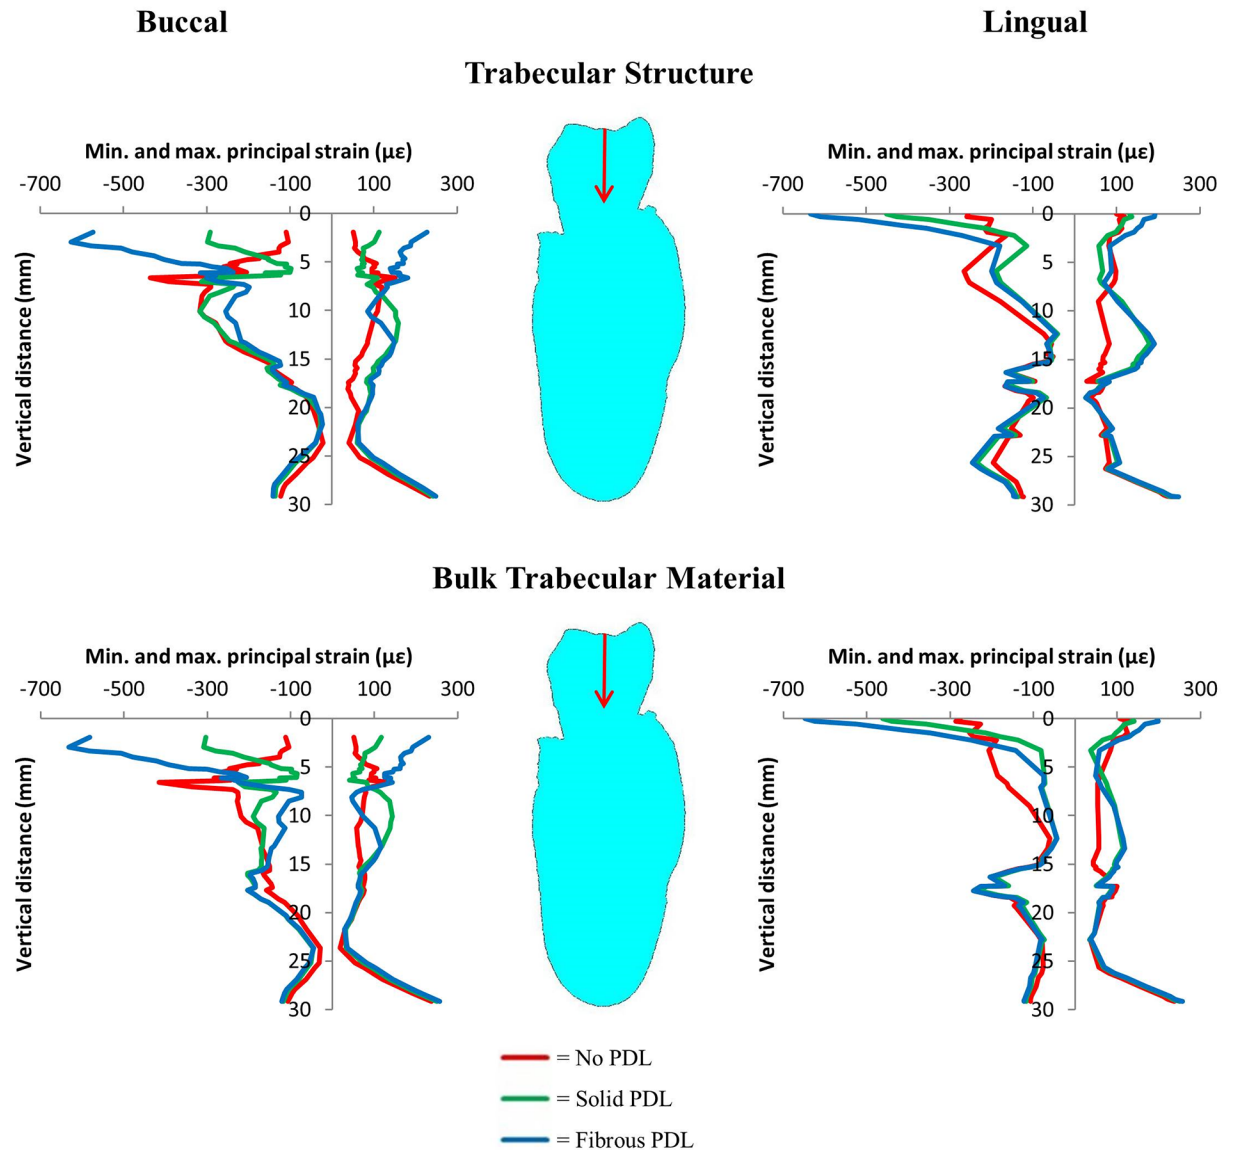 Buccal
Lingual
Trabecular Structure
Min. and max. principal strain (με)
Min. and max. principal strain (με)
-700 -500 -300 -100 100 300
-700 -500 -300 -100 100 300
Vertical distance (mm)
0
5
10
15
20
25
30
Vertical distance (mm)
0
5
10
15
20
25
30
Bulk Trabecular Material
Min. and max. principal strain (με)
Min. and max. principal strain (με)
-700 -500 -300 -100 100 300
-700 -500 -300 -100 100 300
Vertical distance (mm)
0
5
10
15
20
25
30
Vertical distance (mm)
0
5
10
15
20
25
30
= No PDL
= Solid PDL
= Fibrous PDL